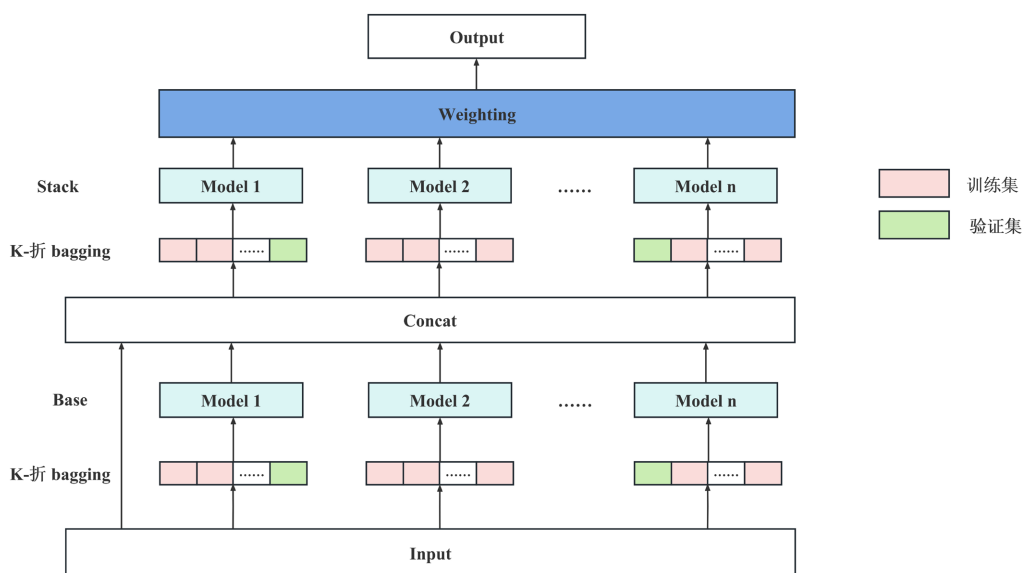 Output
Weighting
Stack
Model 1
Model 2
......
Model n
训练集
验证集
K-折 bagging
......
......
......
Concat
Base
Model 1
Model 2
......
Model n
K-折 bagging
......
......
......
Input